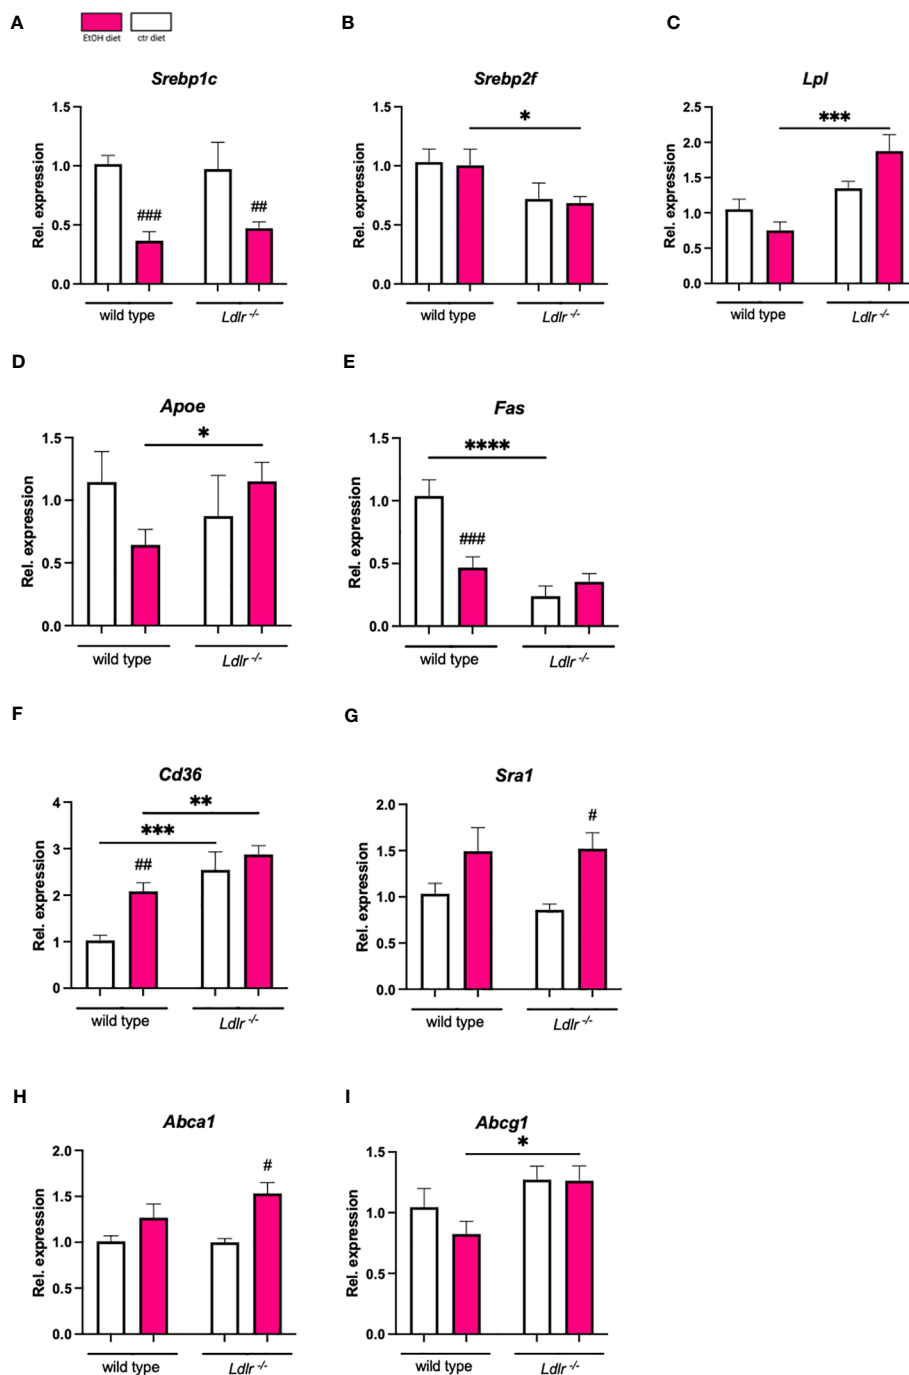 A B C
EtOH diet ctr diet
Srebp1c Srebp2f Lpl
1.5
1.0
0.5
0.0
Rel. expression
###
##
wild type Ldlr -/-
1.5
1.0
0.5
0.0
Rel. expression
*
wild type Ldlr -/-
2.5
2.0
1.5
1.0
0.5
0.0
Rel. expression
***
wild type Ldlr -/-
D E
Apoe Fas
1.5
1.0
0.5
0.0
Rel. expression
*
wild type Ldlr -/-
1.5
1.0
0.5
0.0
Rel. expression
****
###
wild type Ldlr -/-
F G
Cd36 Sra1
4
3
2
1
0
Rel. expression
**
***
##
wild type Ldlr -/-
2.0
1.5
1.0
0.5
0.0
Rel. expression
#
wild type Ldlr -/-
H I
Abca1 Abcg1
2.0
1.5
1.0
0.5
0.0
Rel. expression
#
wild type Ldlr -/-
1.5
1.0
0.5
0.0
Rel. expression
*
wild type Ldlr -/-